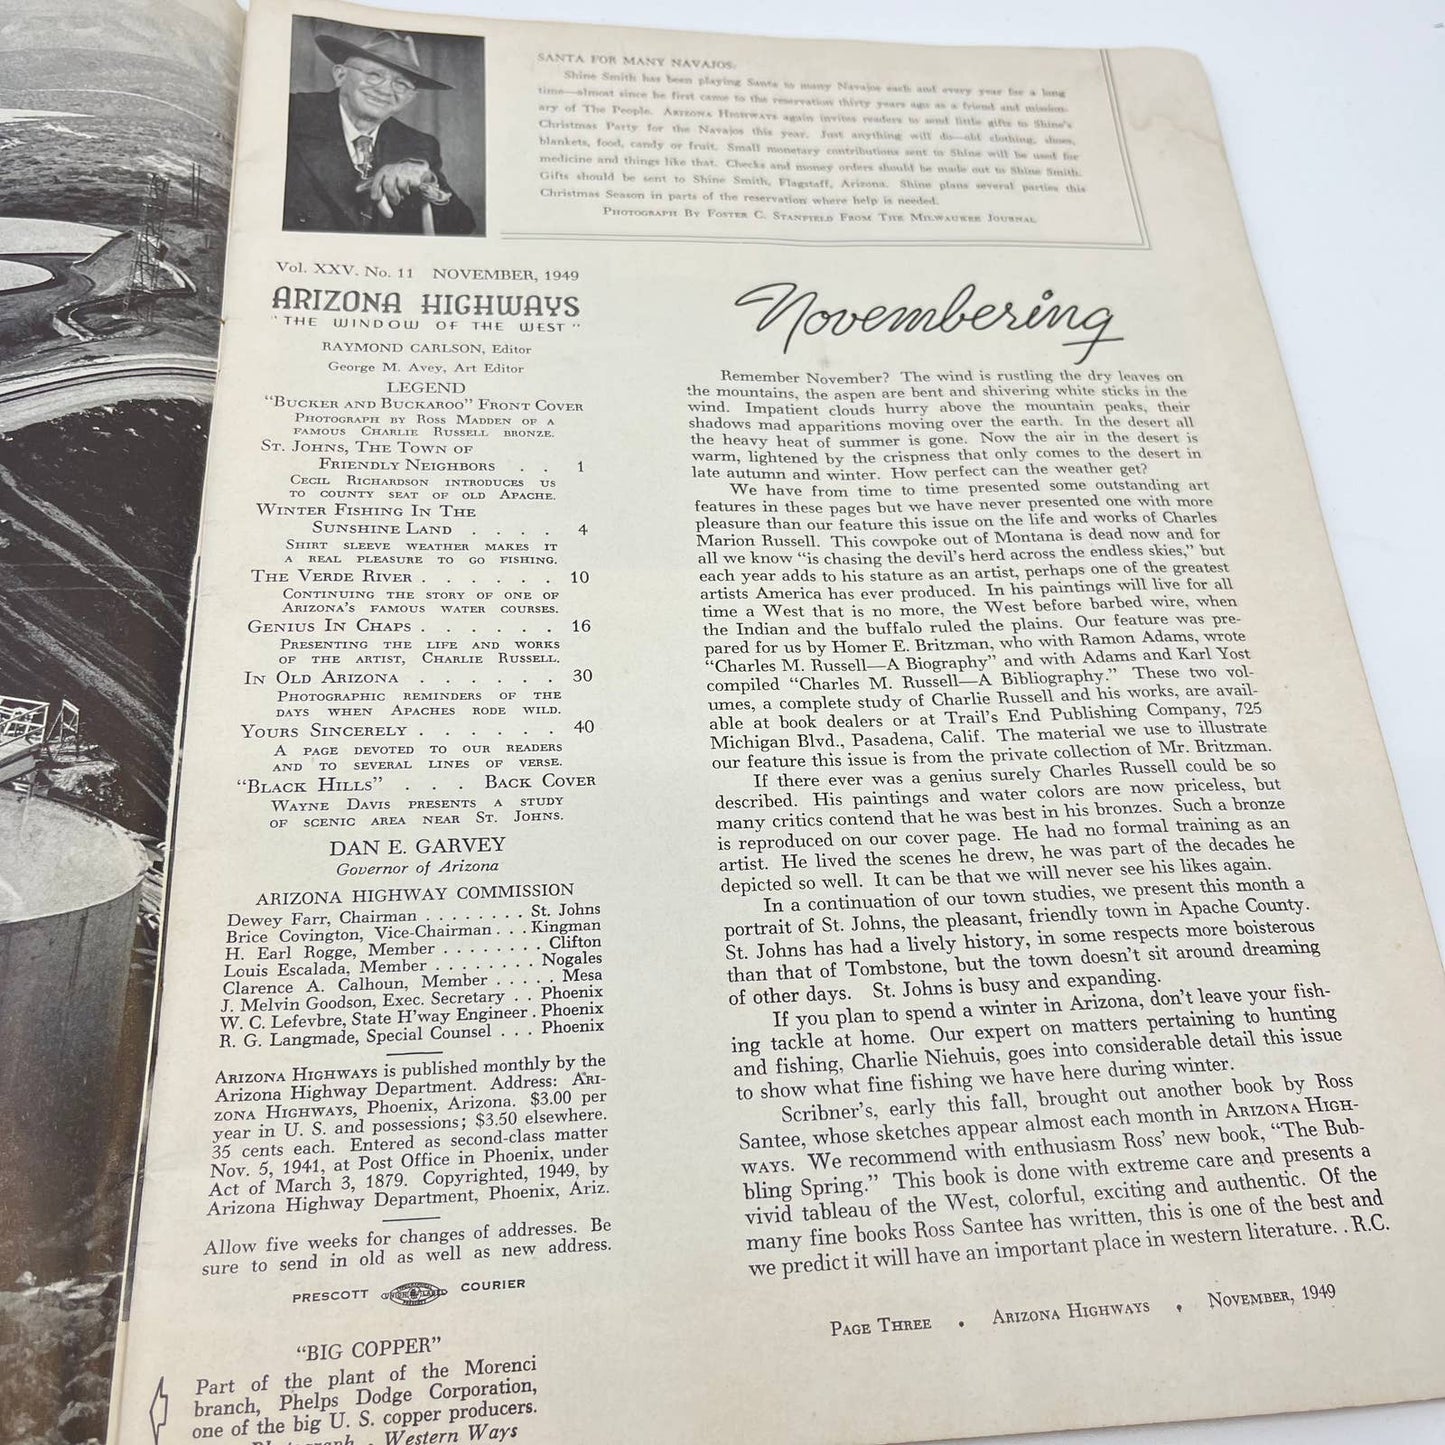 SANTA FOR MANY NAVAJOS.
Shine Smith has been playing Santa to many Navajos each and every year for a long
time—almost since he first came to the reservation thirty years ago as a friend and mission-
ary of The People. ARIZONA HIGHWAYS again invites readers to send little gifts to Shine's
Christmas Party for the Navajos this year. Just anything will do—old clothing, shoes,
blankets, food, candy or fruit. Small monetary contributions sent to Shine will be used for
medicine and things like that. Checks and money orders should be made out to Shine Smith.
Gifts should be sent to Shine Smith, Flagstaff, Arizona. Shine plans several parties this
Christmas Season in parts of the reservation where help is needed.
PHOTOGRAPH BY FOSTER C. STANFIELD FROM THE MILWAUKEE JOURNAL
Vol. XXV. No. 11 NOVEMBER, 1949
ARIZONA HIGHWAYS
"THE WINDOW OF THE WEST"
RAYMOND CARLSON, Editor
George M. Avey, Art Editor
LEGEND
"BUCKER AND BUCKAROO" FRONT COVER
PHOTOGRAPH BY ROSS MADDEN OF A
FAMOUS CHARLIE RUSSELL BRONZE.
ST. JOHNS, THE TOWN OF
FRIENDLY NEIGHBORS . . 1
CECIL RICHARDSON INTRODUCES US
TO COUNTY SEAT OF OLD APACHE.
WINTER FISHING IN THE
SUNSHINE LAND . . . . 4
SHIRT SLEEVE WEATHER MAKES IT
A REAL PLEASURE TO GO FISHING.
THE VERDE RIVER . . . . . . 10
CONTINUING THE STORY OF ONE OF
ARIZONA'S FAMOUS WATER COURSES.
GENIUS IN CHAPS . . . . . . 16
PRESENTING THE LIFE AND WORKS
OF THE ARTIST, CHARLIE RUSSELL.
IN OLD ARIZONA . . . . . . 30
PHOTOGRAPHIC REMINDERS OF THE
DAYS WHEN APACHES RODE WILD.
YOURS SINCERELY . . . . . . 40
A PAGE DEVOTED TO OUR READERS
AND TO SEVERAL LINES OF VERSE.
"BLACK HILLS" . . . BACK COVER
WAYNE DAVIS PRESENTS A STUDY
OF SCENIC AREA NEAR ST. JOHNS.
DAN E. GARVEY
Governor of Arizona
ARIZONA HIGHWAY COMMISSION
Dewey Farr, Chairman . . . . . . . . St. Johns
Brice Covington, Vice-Chairman . . . Kingman
H. Earl Rogge, Member . . . . . . . . Clifton
Louis Escalada, Member . . . . . . . . Nogales
Clarence A. Calhoun, Member . . . . . Mesa
J. Melvin Goodson, Exec. Secretary . . Phoenix
W. C. Lefevbre, State H'way Engineer . Phoenix
R. G. Langmade, Special Counsel . . . Phoenix
ARIZONA HIGHWAYS is published monthly by the
Arizona Highway Department. Address: ARI-
ZONA HIGHWAYS, Phoenix, Arizona. $3.00 per
year in U. S. and possessions; $3.50 elsewhere.
35 cents each. Entered as second-class matter
Nov. 5, 1941, at Post Office in Phoenix, under
Act of March 3, 1879. Copyrighted, 1949, by
Arizona Highway Department, Phoenix, Ariz.
Allow five weeks for changes of addresses. Be
sure to send in old as well as new address.
PRESCOTT COURIER
"BIG COPPER"
Part of the plant of the Morenci
branch, Phelps Dodge Corporation,
one of the big U. S. copper producers.
Photograph . Western Ways
Novembering
Remember November? The wind is rustling the dry leaves on
the mountains, the aspen are bent and shivering white sticks in the
wind. Impatient clouds hurry above the mountain peaks, their
shadows mad apparitions moving over the earth. In the desert all
the heavy heat of summer is gone. Now the air in the desert is
warm, lightened by the crispness that only comes to the desert in
late autumn and winter. How perfect can the weather get?
We have from time to time presented some outstanding art
features in these pages but we have never presented one with more
pleasure than our feature this issue on the life and works of Charles
Marion Russell. This cowpoke out of Montana is dead now and for
all we know "is chasing the devil's herd across the endless skies," but
each year adds to his stature as an artist, perhaps one of the greatest
artists America has ever produced. In his paintings will live for all
time a West that is no more, the West before barbed wire, when
the Indian and the buffalo ruled the plains. Our feature was pre-
pared for us by Homer E. Britzman, who with Ramon Adams, wrote
"Charles M. Russell—A Biography" and with Adams and Karl Yost
compiled "Charles M. Russell—A Bibliography." These two vol-
umes, a complete study of Charlie Russell and his works, are avail-
able at book dealers or at Trail's End Publishing Company, 725
Michigan Blvd., Pasadena, Calif. The material we use to illustrate
our feature this issue is from the private collection of Mr. Britzman.
If there ever was a genius surely Charles Russell could be so
described. His paintings and water colors are now priceless, but
many critics contend that he was best in his bronzes. Such a bronze
is reproduced on our cover page. He had no formal training as an
artist. He lived the scenes he drew, he was part of the decades he
depicted so well. It can be that we will never see his likes again.
In a continuation of our town studies, we present this month a
portrait of St. Johns, the pleasant, friendly town in Apache County.
St. Johns has had a lively history, in some respects more boisterous
than that of Tombstone, but the town doesn't sit around dreaming
of other days. St. Johns is busy and expanding.
If you plan to spend a winter in Arizona, don't leave your fish-
ing tackle at home. Our expert on matters pertaining to hunting
and fishing, Charlie Niehuis, goes into considerable detail this issue
to show what fine fishing we have here during winter.
Scribner's, early this fall, brought out another book by Ross
Santee, whose sketches appear almost each month in ARIZONA HIGH-
WAYS. We recommend with enthusiasm Ross' new book, "The Bub-
bling Spring." This book is done with extreme care and presents a
vivid tableau of the West, colorful, exciting and authentic. Of the
many fine books Ross Santee has written, this is one of the best and
we predict it will have an important place in western literature. . R.C.
PAGE THREE • ARIZONA HIGHWAYS • NOVEMBER, 1949